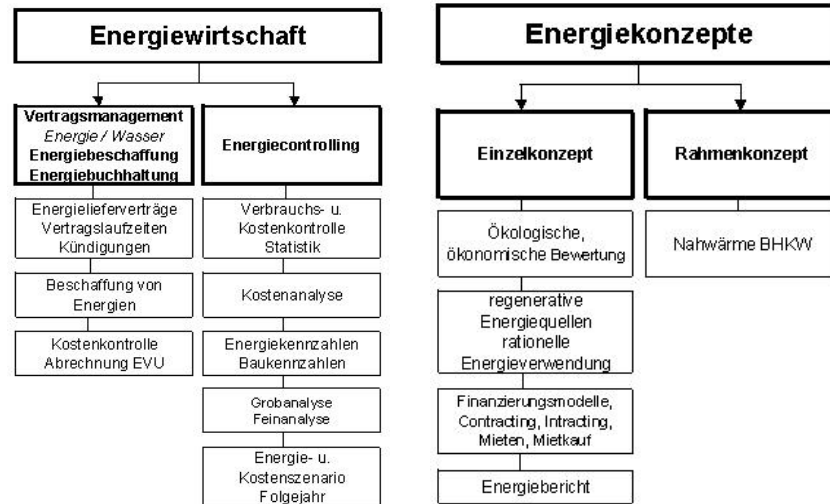 Energiewirtschaft
Vertragsmanagement
Energie / Wasser
Energiebeschaffung
Energiebuchhaltung
Energielieferverträge
Vertragslaufzeiten
Kündigungen
Beschaffung von
Energien
Kostenkontrolle
Abrechnung EVU
Energiecontrolling
Verbrauchs- u.
Kostenkontrolle
Statistik
Kostenanalyse
Energiekennzahlen
Baukennzahlen
Grobanalyse
Feinanalyse
Energie- u.
Kostenszenario
Folgejahr
Energiekonzepte
Einzelkonzept
Ökologische,
ökonomische Bewertung
regenerative
Energiequellen
rationelle
Energieverwendung
Finanzierungsmodelle,
Contracting, Intracting,
Mieten, Mietkauf
Energiebericht
Rahmenkonzept
Nahwärme BHKW